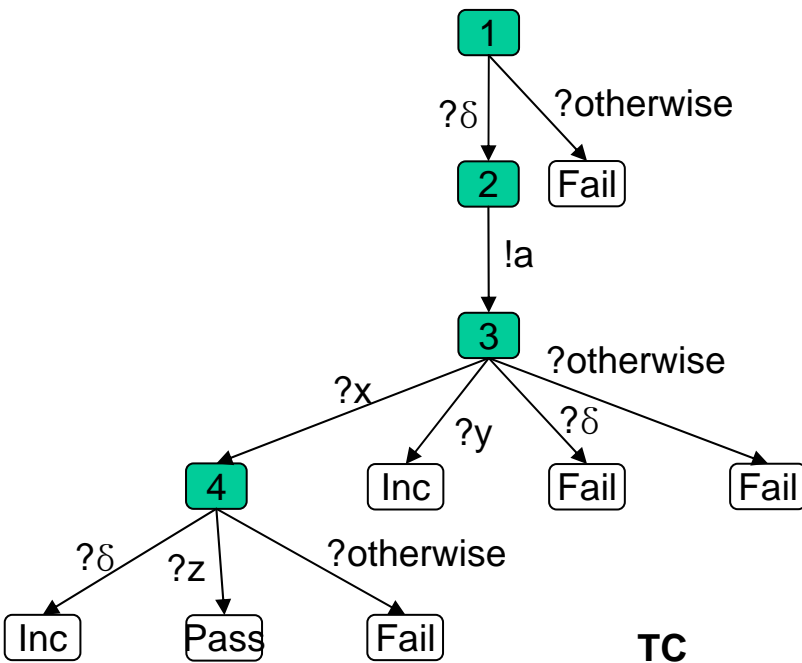 1
?δ
?otherwise
2
Fail
!a
3
?x
?y
?δ
?otherwise
4
Inc
Fail
Fail
?δ
?z
?otherwise
Inc
Pass
Fail
TC